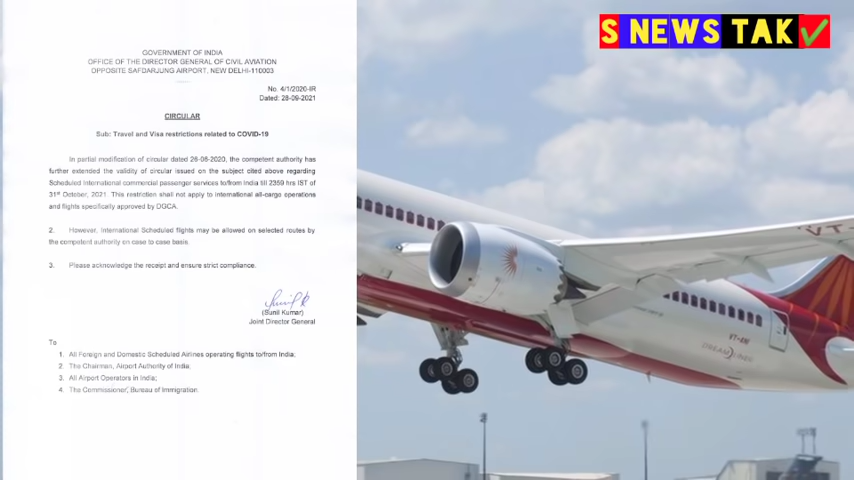 GOVERNMENT OF INDIA
OFFICE OF THE DIRECTOR GENERAL OF CIVIL AVIATION
OPPOSITE SAFDARJUNG AIRPORT, NEW DELHI-110003
No. 4/1/2020-IR
Dated: 28-09-2021
CIRCULAR
Sub: Travel and Visa restrictions related to COVID-19
In partial modification of circular dated 26-06-2020, the competent authority has
further extended the validity of circular issued on the subject cited above regarding
Scheduled International commercial passenger services to/from India till 2359 hrs IST of
31st October, 2021. This restriction shall not apply to international all-cargo operations
and flights specifically approved by DGCA.
2. However, International Scheduled flights may be allowed on selected routes by
the competent authority on case to case basis.
3. Please acknowledge the receipt and ensure strict compliance.
(Sunil Kumar)
Joint Director General
To
1. All Foreign and Domestic Scheduled Airlines operating flights to/from India;
2. The Chairman, Airport Authority of India;
3. All Airport Operators in India;
4. The Commissioner, Bureau of Immigration.
S NEWS TAK
DREAMLINER